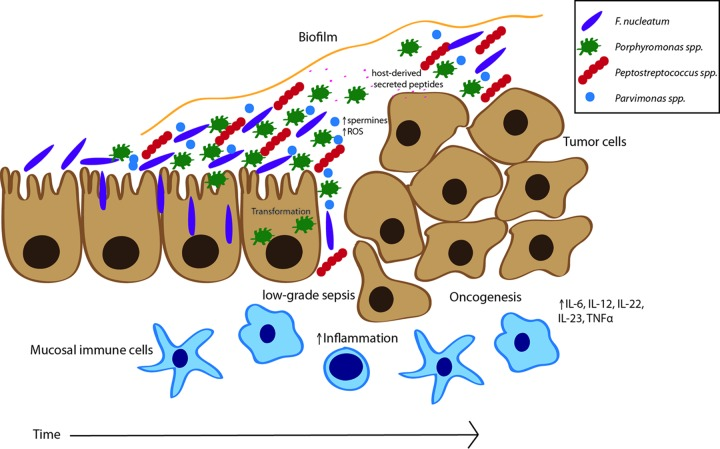 Biofilm
F. nucleatum
Porphyromonas spp.
Peptostreptococcus spp.
Parvimonas spp.
host-derived
secreted peptides
↑spermines
↑ROS
Tumor cells
Transformation
low-grade sepsis
Oncogenesis
↑IL-6, IL-12, IL-22,
IL-23, TNFα
↑Inflammation
Mucosal immune cells
Time